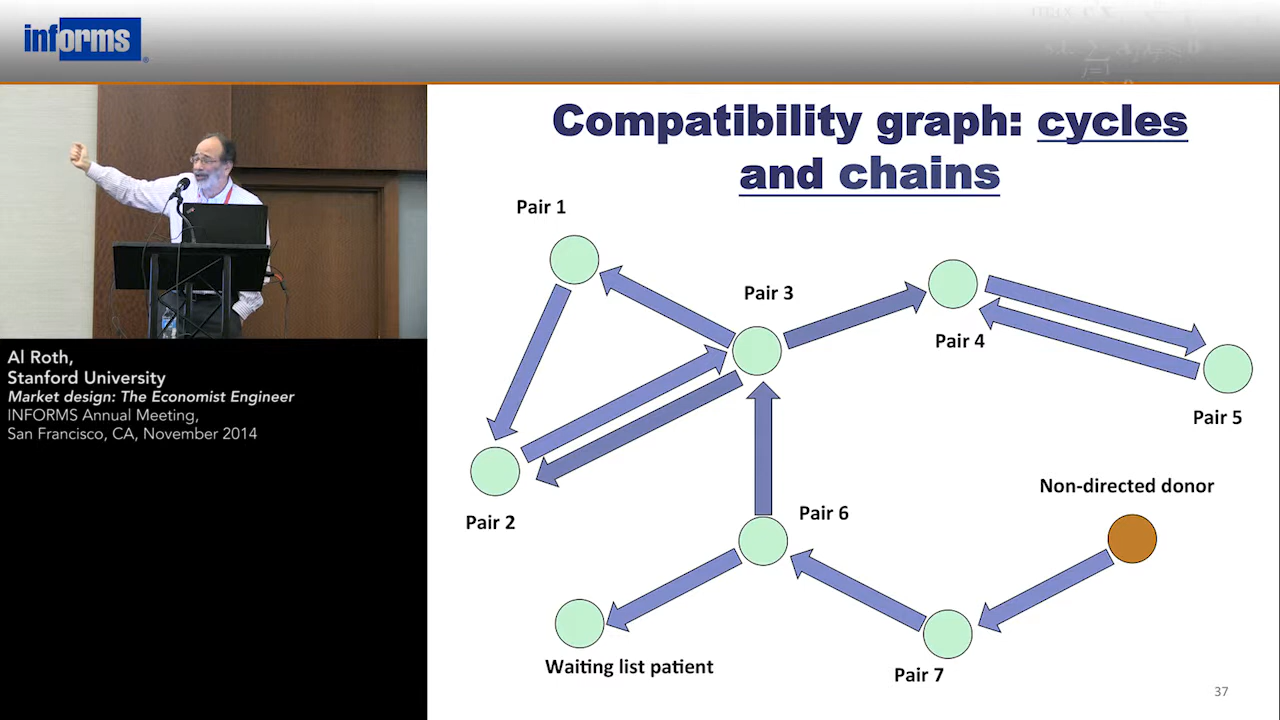 informs
Compatibility graph: cycles
and chains
Pair 1
Pair 3
Pair 4
Pair 5
Pair 2
Pair 6
Non-directed donor
Waiting list patient
Pair 7
37
Al Roth,
Stanford University
Market design: The Economist Engineer
INFORMS Annual Meeting,
San Francisco, CA, November 2014